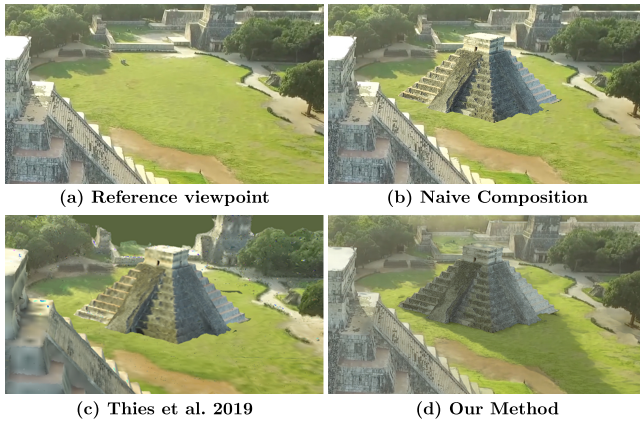 (a) Reference viewpoint
(b) Naive Composition
(c) Thies et al. 2019
(d) Our Method